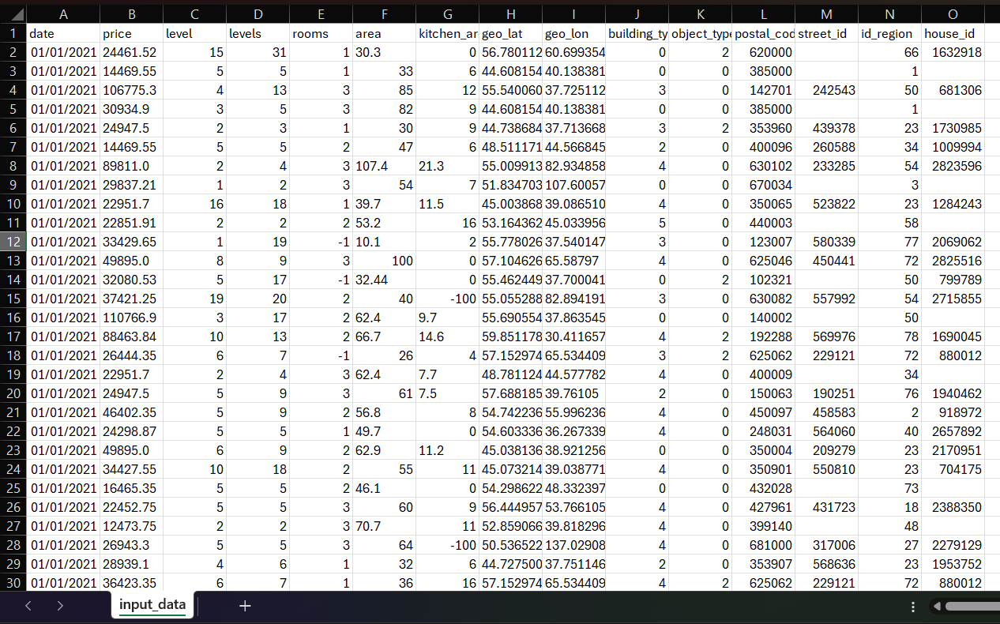 A B C D E F G H I J K L M N O
1 date price level levels rooms area kitchen_ar geo_lat geo_lon building_ty object_type postal_cod street_id id_region house_id
2 01/01/2021 24461.52 15 31 1 30.3 0 56.780112 60.699354 0 2 620000 66 1632918
3 01/01/2021 14469.55 5 5 1 33 6 44.608154 40.138381 0 0 385000 1
4 01/01/2021 106775.3 4 13 3 85 12 55.540060 37.725112 3 0 142701 242543 50 681306
5 01/01/2021 30934.9 3 5 3 82 9 44.608154 40.138381 0 0 385000 1
6 01/01/2021 24947.5 2 3 1 30 9 44.738684 37.713668 3 2 353960 439378 23 1730985
7 01/01/2021 14469.55 5 5 2 47 6 48.511171 44.566845 2 0 400096 260588 34 1009994
8 01/01/2021 89811.0 2 4 3 107.4 21.3 55.009913 82.934858 4 0 630102 233285 54 2823596
9 01/01/2021 29837.21 1 2 3 54 7 51.834703 107.60057 0 0 670034 3
10 01/01/2021 22951.7 16 18 1 39.7 11.5 45.003868 39.086510 4 0 350065 523822 23 1284243
11 01/01/2021 22851.91 2 2 2 53.2 16 53.164362 45.033956 5 0 440003 58
12 01/01/2021 33429.65 1 19 -1 10.1 2 55.778026 37.540147 3 0 123007 580339 77 2069062
13 01/01/2021 49895.0 8 9 3 100 0 57.104626 65.58797 4 0 625046 450441 72 2825516
14 01/01/2021 32080.53 5 17 -1 32.44 0 55.462449 37.700041 0 2 102321 50 799789
15 01/01/2021 37421.25 19 20 2 40 -100 55.055288 82.894191 3 0 630082 557992 54 2715855
16 01/01/2021 110766.9 3 17 2 62.4 9.7 55.690554 37.863545 0 0 140002 50
17 01/01/2021 88463.84 10 13 2 66.7 14.6 59.851178 30.411657 4 2 192288 569976 78 1690045
18 01/01/2021 26444.35 6 7 -1 26 4 57.152974 65.534409 3 2 625062 229121 72 880012
19 01/01/2021 22951.7 2 4 3 62.4 7.7 48.781124 44.577782 4 0 400009 34
20 01/01/2021 24947.5 5 9 3 61 7.5 57.688185 39.76105 2 0 150063 190251 76 1940462
21 01/01/2021 46402.35 5 9 2 56.8 8 54.742236 55.996236 4 0 450097 458583 2 918972
22 01/01/2021 24298.87 5 5 1 49.7 0 54.603336 36.267339 4 0 248031 564060 40 2657892
23 01/01/2021 49895.0 6 9 2 62.9 11.2 45.038136 38.921256 0 0 350004 209279 23 2170951
24 01/01/2021 34427.55 10 18 2 55 11 45.073214 39.038771 4 0 350901 550810 23 704175
25 01/01/2021 16465.35 5 5 2 46.1 0 54.298622 48.332397 0 0 432028 73
26 01/01/2021 22452.75 5 5 3 60 9 56.444957 53.766105 4 0 427961 431723 18 2388350
27 01/01/2021 12473.75 2 2 3 70.7 11 52.859066 39.818296 4 0 399140 48
28 01/01/2021 26943.3 5 5 3 64 -100 50.536522 137.02908 4 0 681000 317006 27 2279129
29 01/01/2021 28939.1 4 6 1 32 6 44.727500 37.751146 2 0 353907 568636 23 1953752
30 01/01/2021 36423.35 6 7 1 36 16 57.152974 65.534409 4 2 625062 229121 72 880012
input_data